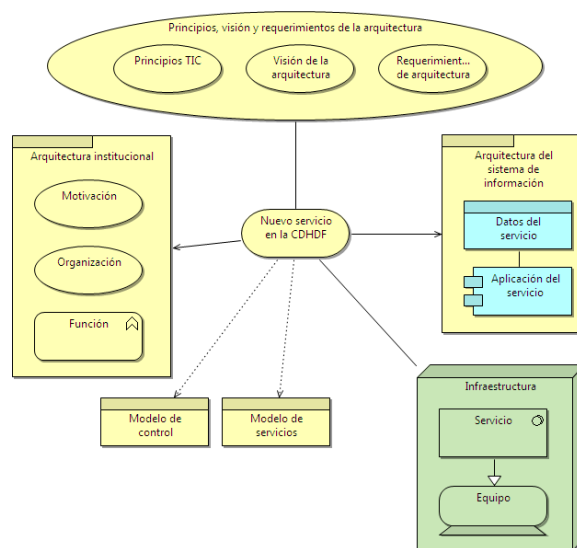 Principios, visión y requerimientos de la arquitectura
Principios TIC
Visión de la
arquitectura
Requerimient...
de arquitectura
Arquitectura institucional
Motivación
Organización
Función
Nuevo servicio
en la CDHDF
Arquitectura del
sistema de
información
Datos del
servicio
Aplicación del
servicio
Modelo de
control
Modelo de
servicios
Infraestructura
Servicio
Equipo